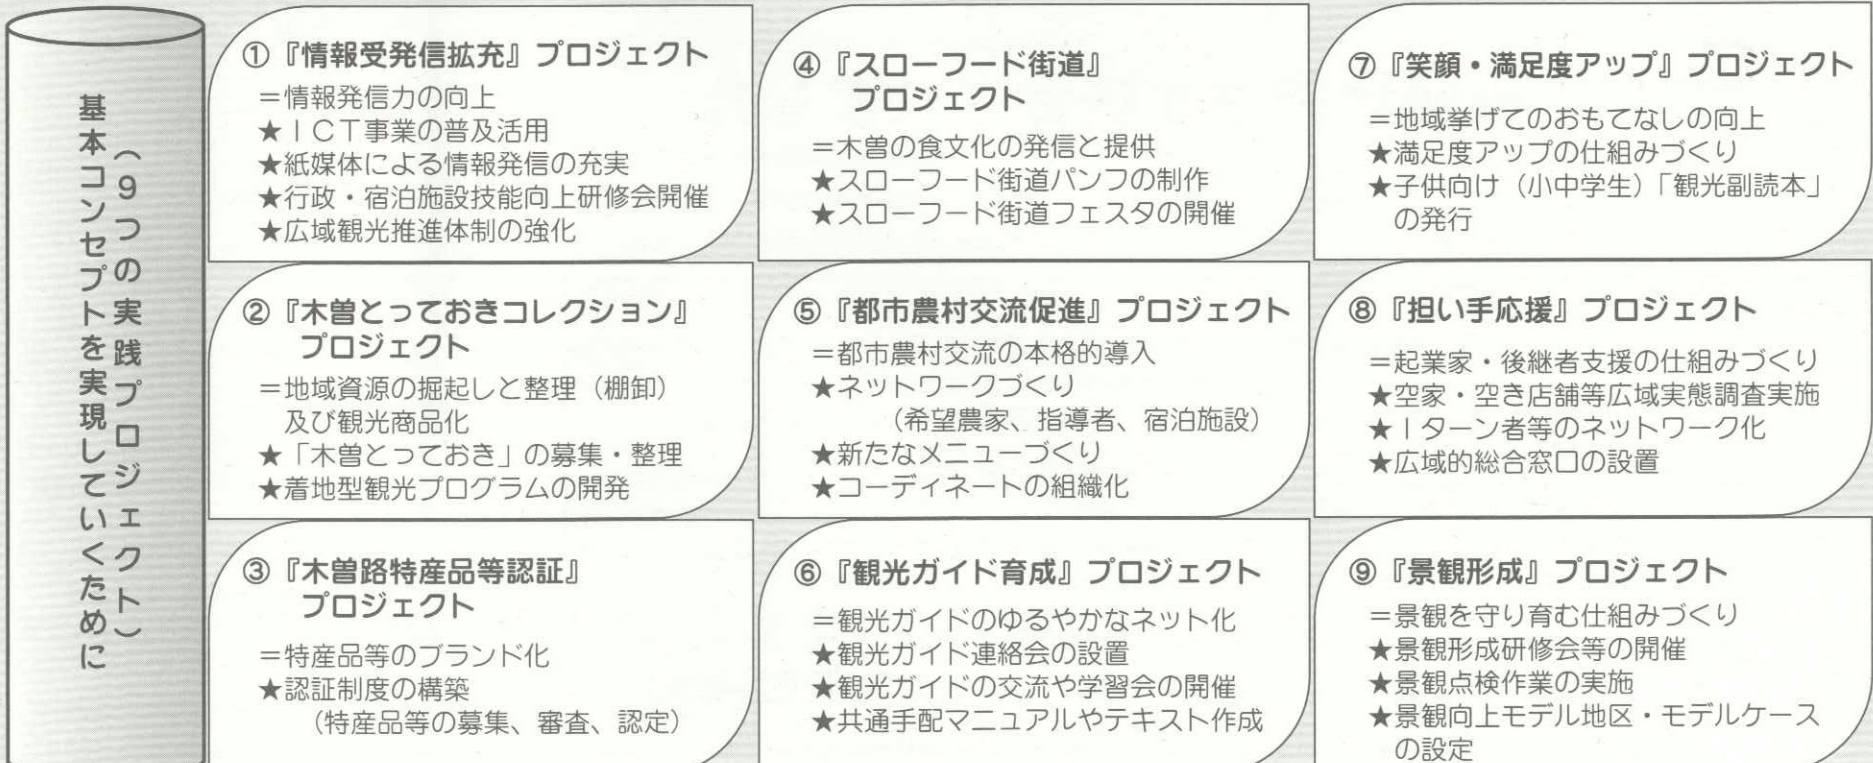 基本コンセプトを実現していくために
（９つの実践プロジェクト）
①『情報受発信拡充』プロジェクト
＝情報発信力の向上
★ＩＣＴ事業の普及活用
★紙媒体による情報発信の充実
★行政・宿泊施設技能向上研修会開催
★広域観光推進体制の強化
②『木曽とっておきコレクション』
プロジェクト
＝地域資源の掘起しと整理（棚卸）
及び観光商品化
★「木曽とっておき」の募集・整理
★着地型観光プログラムの開発
③『木曽路特産品等認証』
プロジェクト
＝特産品等のブランド化
★認証制度の構築
（特産品等の募集、審査、認定）
④『スローフード街道』
プロジェクト
＝木曽の食文化の発信と提供
★スローフード街道パンフの制作
★スローフード街道フェスタの開催
⑤『都市農村交流促進』プロジェクト
＝都市農村交流の本格的導入
★ネットワークづくり
（希望農家、指導者、宿泊施設）
★新たなメニューづくり
★コーディネートの組織化
⑥『観光ガイド育成』プロジェクト
＝観光ガイドのゆるやかなネット化
★観光ガイド連絡会の設置
★観光ガイドの交流や学習会の開催
★共通手配マニュアルやテキスト作成
⑦『笑顔・満足度アップ』プロジェクト
＝地域挙げてのおもてなしの向上
★満足度アップの仕組みづくり
★子供向け（小中学生）「観光副読本」
の発行
⑧『担い手応援』プロジェクト
＝起業家・後継者支援の仕組みづくり
★空家・空き店舗等広域実態調査実施
★Ｉターン者等のネットワーク化
★広域的総合窓口の設置
⑨『景観形成』プロジェクト
＝景観を守り育む仕組みづくり
★景観形成研修会等の開催
★景観点検作業の実施
★景観向上モデル地区・モデルケース
の設定